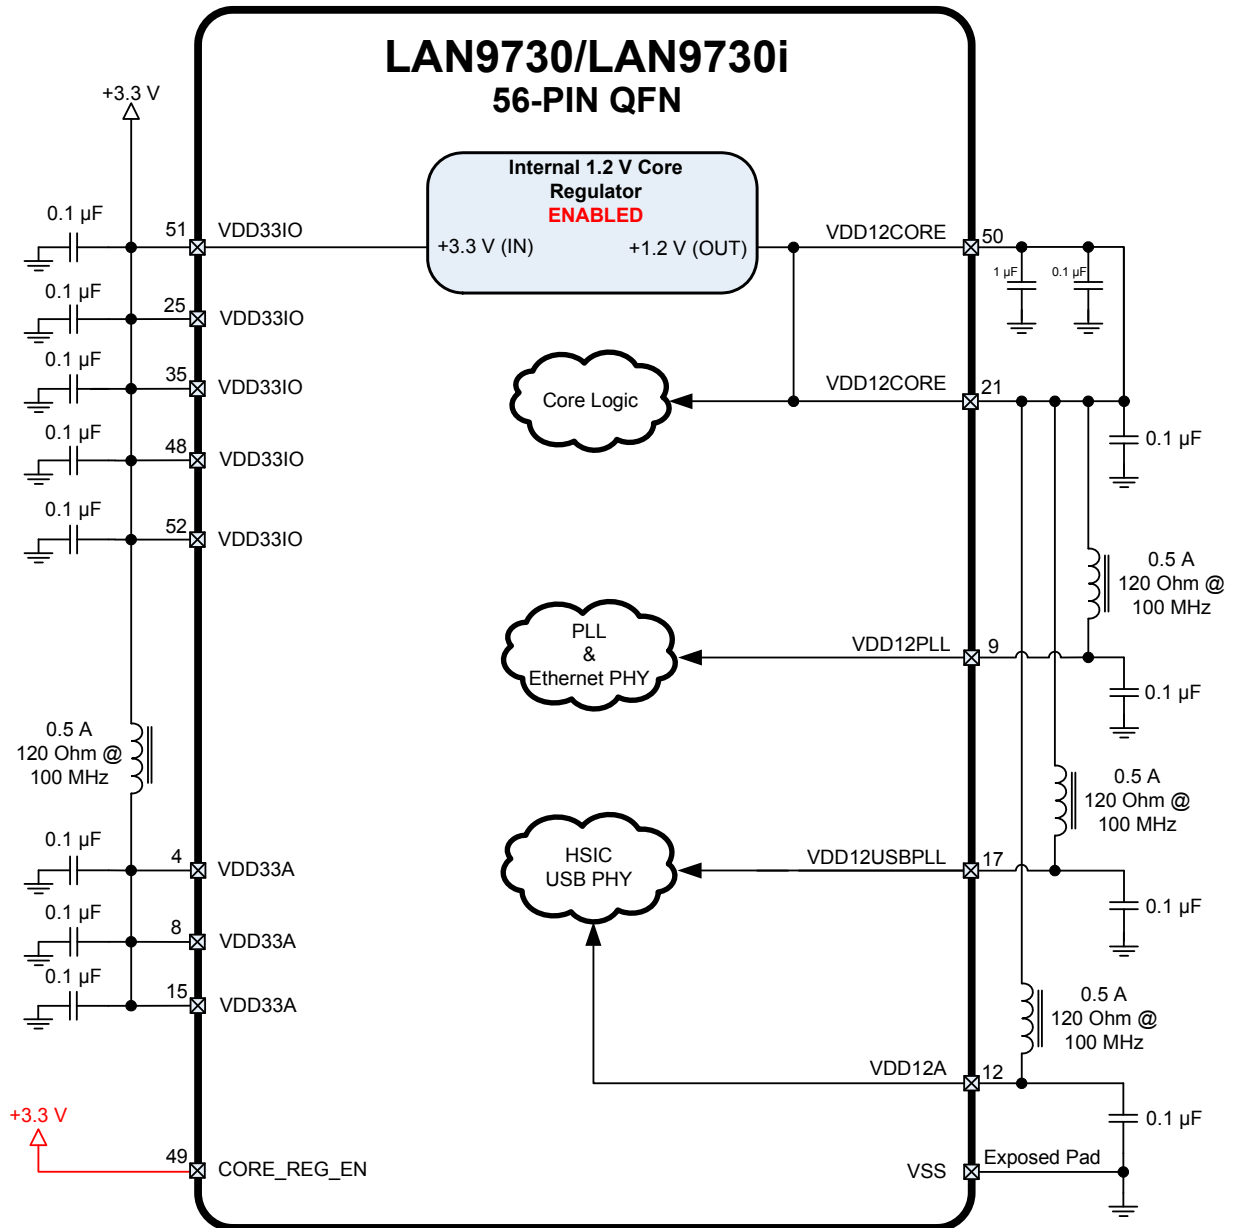 LAN9730/LAN9730i
56-PIN QFN
+3.3 V
Internal 1.2 V Core
Regulator
ENABLED
+3.3 V (IN)
+1.2 V (OUT)
0.1 µF
51
VDD33IO
VDD12CORE
50
1 µF
0.1 µF
0.1 µF
25
VDD33IO
0.1 µF
35
VDD33IO
Core Logic
VDD12CORE
21
0.1 µF
0.1 µF
48
VDD33IO
0.1 µF
52
VDD33IO
0.5 A
120 Ohm @
100 MHz
PLL
&
Ethernet PHY
VDD12PLL
9
0.1 µF
0.5 A
120 Ohm @
100 MHz
0.5 A
120 Ohm @
100 MHz
0.1 µF
4
VDD33A
HSIC
USB PHY
VDD12USBPLL
17
0.1 µF
0.1 µF
8
VDD33A
0.1 µF
15
VDD33A
0.5 A
120 Ohm @
100 MHz
VDD12A
12
0.1 µF
+3.3 V
49
CORE_REG_EN
VSS
Exposed Pad